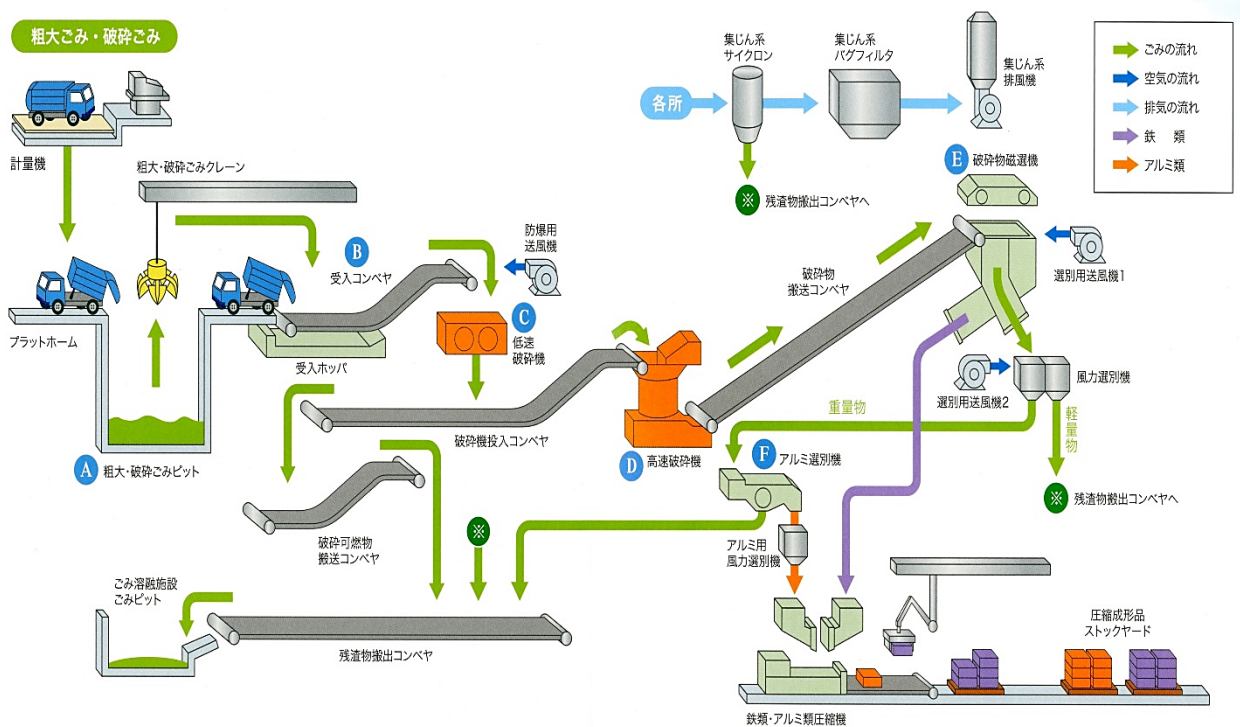 粗大ごみ・破砕ごみ
計量機
粗大・破砕ごみクレーン
プラットホーム
A 粗大・破砕ごみピット
B
受入コンベヤ
受入ホッパ
防爆用
送風機
C
低速
破砕機
破砕機投入コンベヤ
破砕可燃物
搬送コンベヤ
※
ごみ溶融施設
ごみピット
残渣物搬出コンベヤ
各所
集じん系
サイクロン
集じん系
バグフィルタ
集じん系
排風機
※ 残渣物搬出コンベヤへ
ごみの流れ
空気の流れ
排気の流れ
鉄 類
アルミ類
E 破砕物磁選機
破砕物
搬送コンベヤ
選別用送風機1
D 高速破砕機
選別用送風機2
風力選別機
重量物
軽量物
F アルミ選別機
※ 残渣物搬出コンベヤへ
アルミ用
風力選別機
圧縮成形品
ストックヤード
鉄類・アルミ類圧縮機